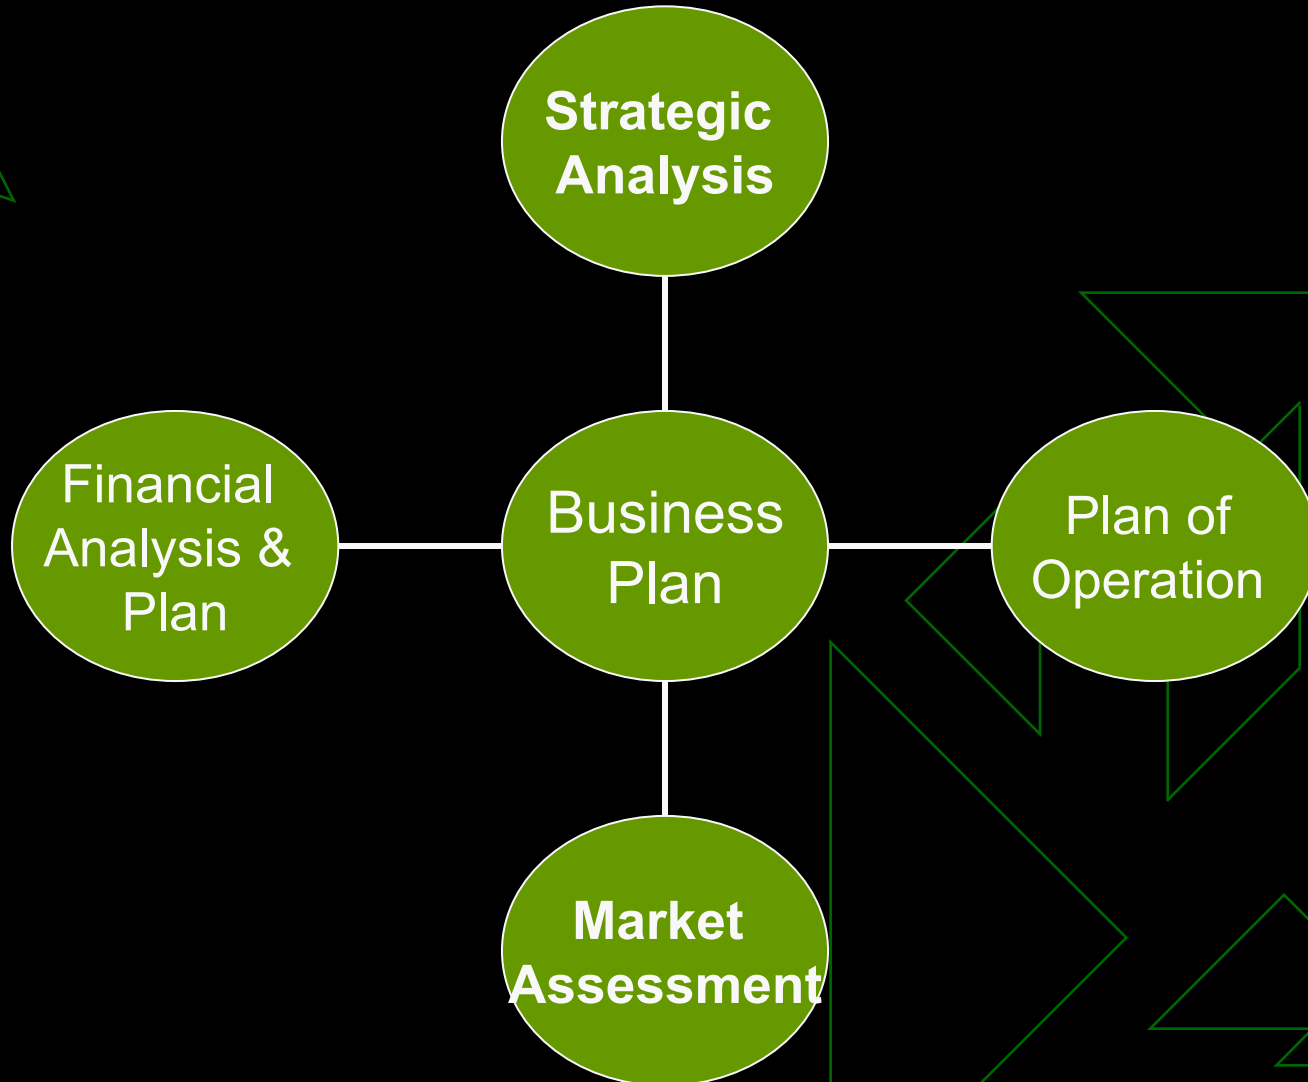 Strategic
Analysis
Financial
Analysis &
Plan
Business
Plan
Plan of
Operation
Market
Assessment